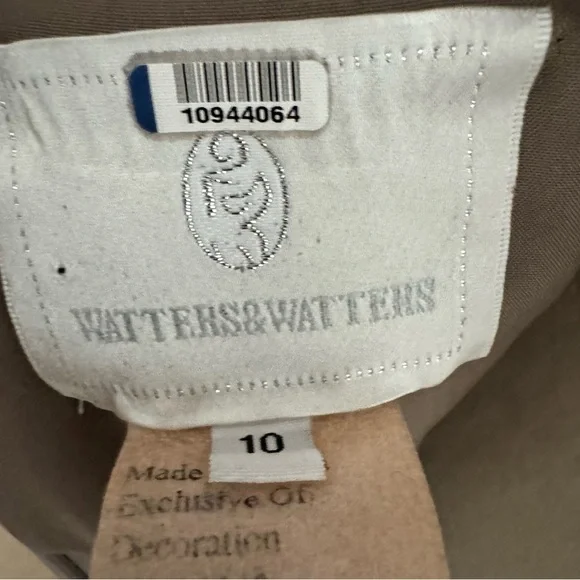 10944064
WATTERS&WATTERS
10
Made
Exclusive Of
Decoration